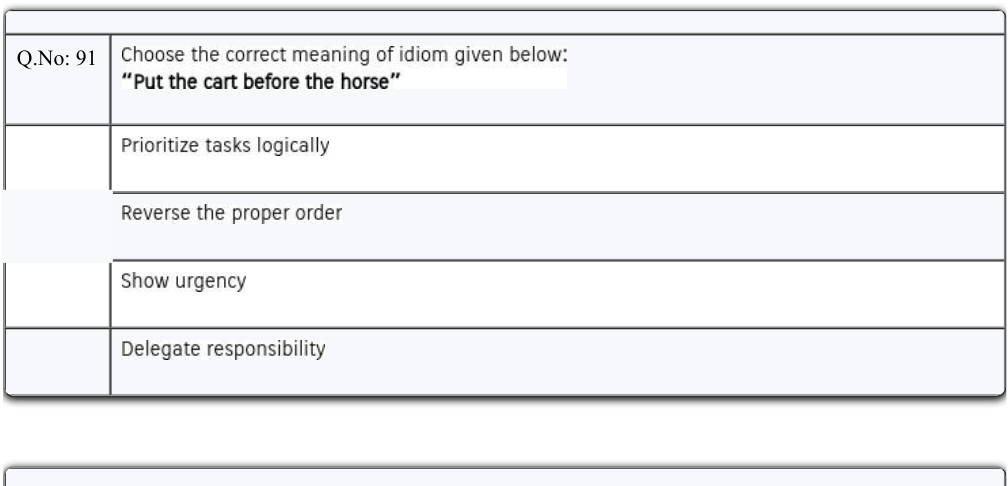 Q.No: 91
Choose the correct meaning of idiom given below:
“Put the cart before the horse”
Prioritize tasks logically
Reverse the proper order
Show urgency
Delegate responsibility